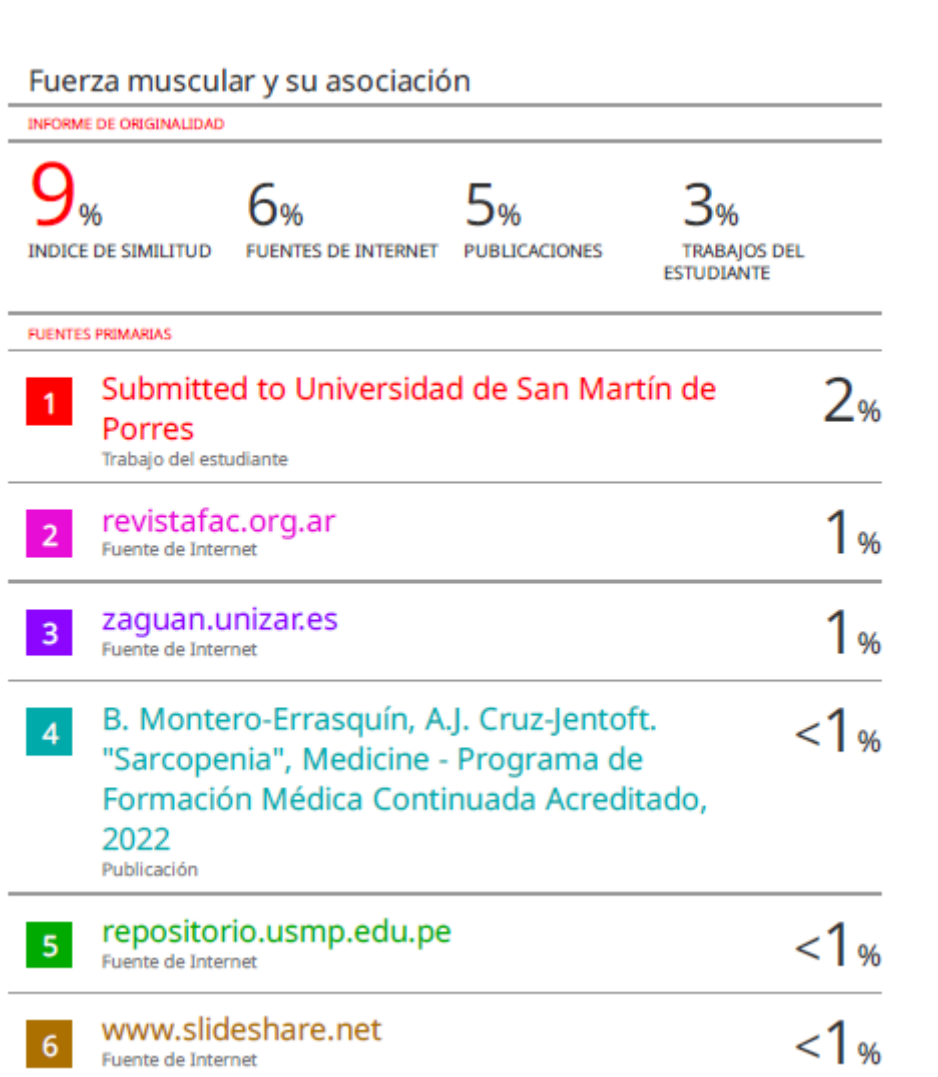 Fuerza muscular y su asociación
INFORME DE ORIGINALIDAD
9%
6%
5%
3%
INDICE DE SIMILITUD
FUENTES DE INTERNET
PUBLICACIONES
TRABAJOS DEL
ESTUDIANTE
FUENTES PRIMARIAS
1
Submitted to Universidad de San Martín de
Porres
Trabajo del estudiante
2%
2
revistafac.org.ar
Fuente de Internet
1%
3
zaguan.unizar.es
Fuente de Internet
1%
4
B. Montero-Errasquín, A.J. Cruz-Jentoft.
"Sarcopenia", Medicine - Programa de
Formación Médica Continuada Acreditado,
2022
Publicación
<1%
5
repositorio.usmp.edu.pe
Fuente de Internet
<1%
6
www.slideshare.net
Fuente de Internet
<1%